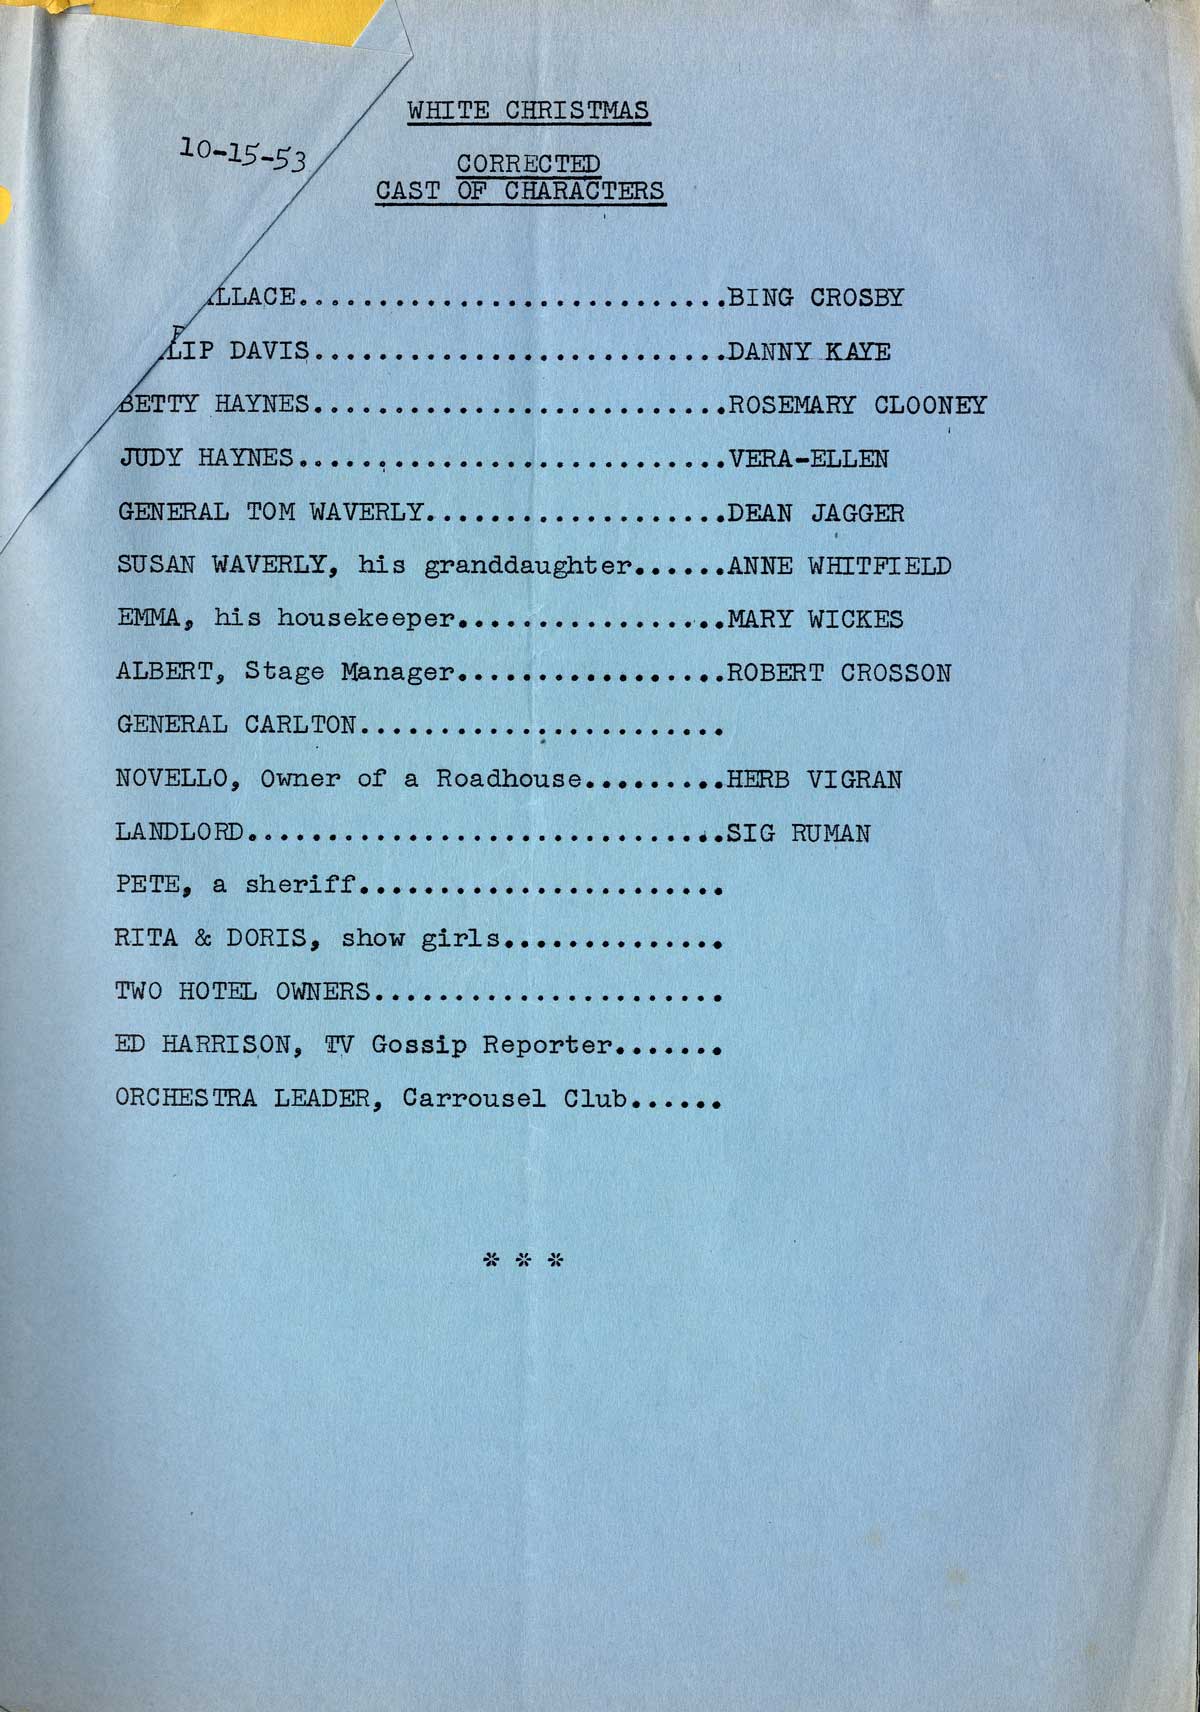 WHITE CHRISTMAS
10-15-53
CORRECTED
CAST OF CHARACTERS
ALLACE...........................BING CROSBY
LIP DAVIS..........................DANNY KAYE
BETTY HAYNES..........................ROSEMARY CLOONEY
JUDY HAYNES...........................VERA-ELLEN
GENERAL TOM WAVERLY...................DEAN JAGGER
SUSAN WAVERLY, his granddaughter......ANNE WHITFIELD
EMMA, his housekeeper.................MARY WICKES
ALBERT, Stage Manager.................ROBERT CROSSON
GENERAL CARLTON.......................
NOVELLO, Owner of a Roadhouse.........HERB VIGRAN
LANDLORD..............................SIG RUMAN
PETE, a sheriff.......................
RITA & DORIS, show girls..............
TWO HOTEL OWNERS......................
ED HARRISON, TV Gossip Reporter.......
ORCHESTRA LEADER, Carrousel Club......
* * *